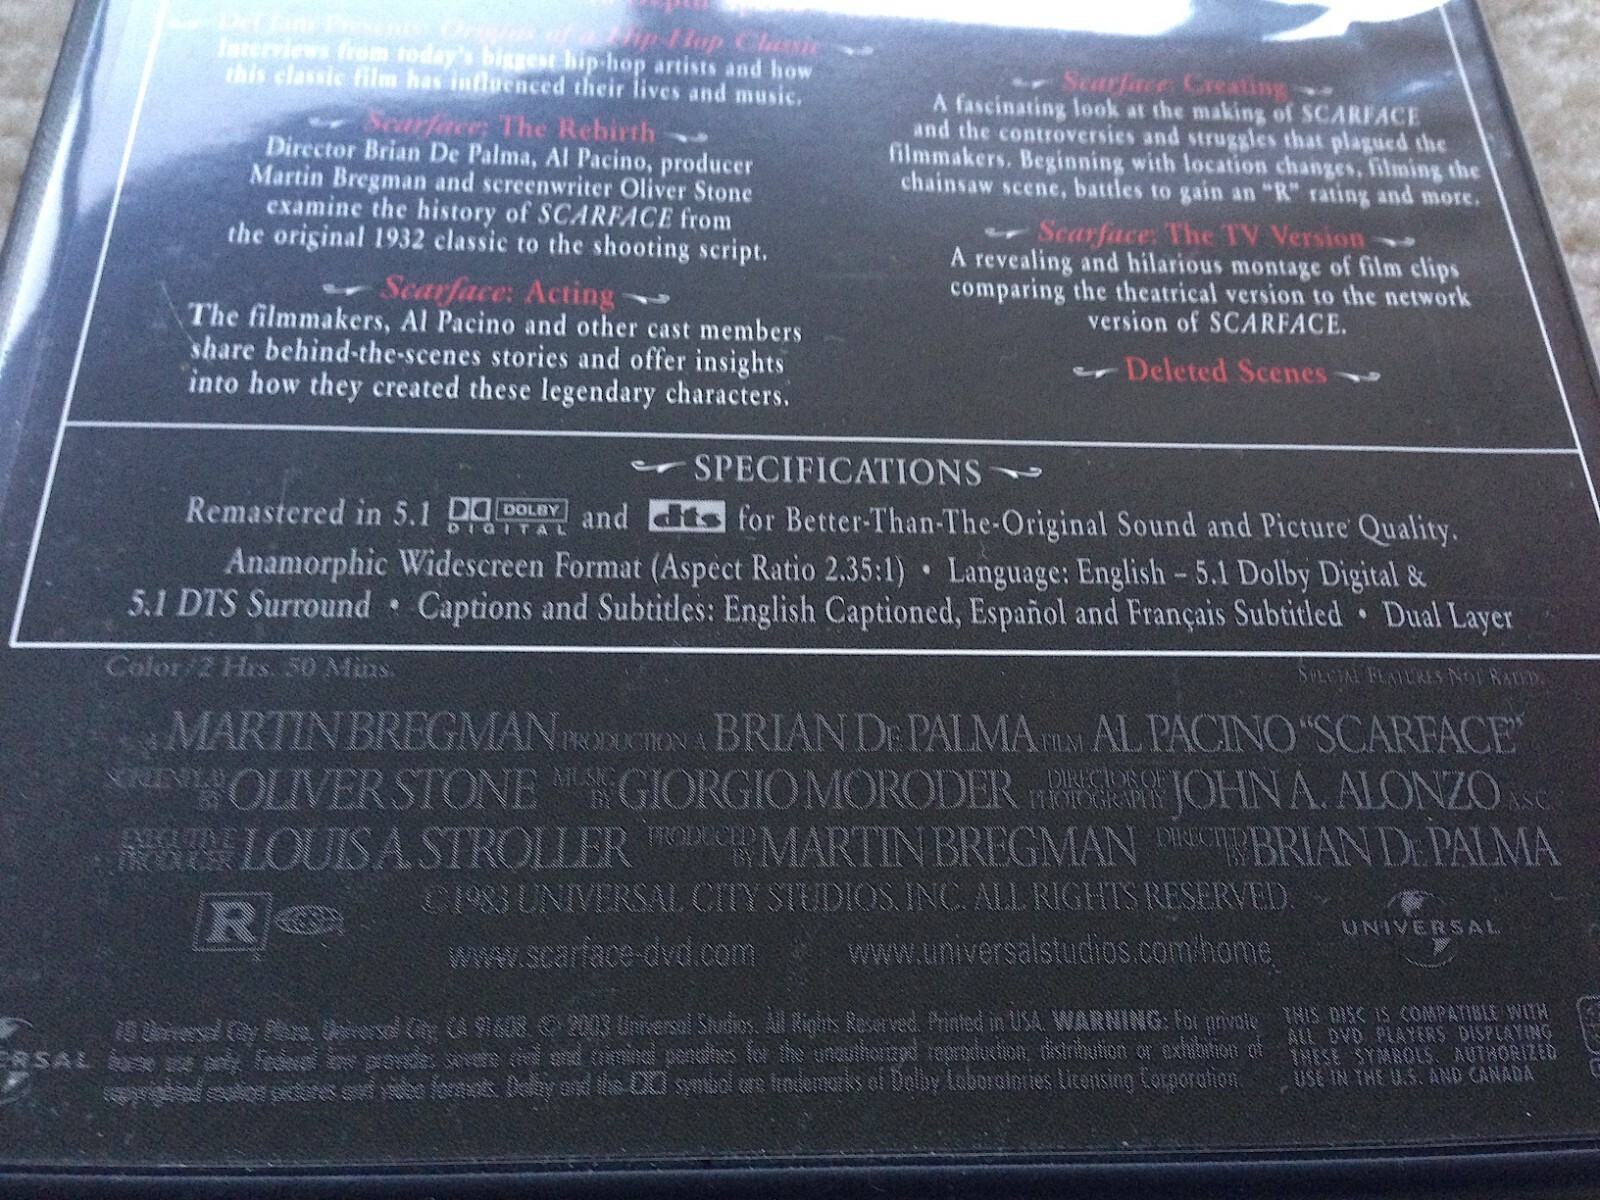 Def Jam Presents: Origins of a Hip-Hop Classic
Interviews from today's biggest hip-hop artists and how
this classic film has influenced their lives and music.
Scarface: The Rebirth
Director Brian De Palma, Al Pacino, producer
Martin Bregman and screenwriter Oliver Stone
examine the history of SCARFACE from
the original 1932 classic to the shooting script.
Scarface: Acting
The filmmakers, Al Pacino and other cast members
share behind-the-scenes stories and offer insights
into how they created these legendary characters.
Scarface: Creating
A fascinating look at the making of SCARFACE
and the controversies and struggles that plagued the
filmmakers. Beginning with location changes, filming the
chainsaw scene, battles to gain an "R" rating and more.
Scarface: The TV Version
A revealing and hilarious montage of film clips
comparing the theatrical version to the network
version of SCARFACE.
Deleted Scenes
SPECIFICATIONS
Remastered in 5.1 DOLBY DIGITAL and dts for Better-Than-The-Original Sound and Picture Quality.
Anamorphic Widescreen Format (Aspect Ratio 2.35:1) • Language: English – 5.1 Dolby Digital &
5.1 DTS Surround • Captions and Subtitles: English Captioned, Español and Français Subtitled • Dual Layer
Color/2 Hrs. 50 Mins.
SPECIAL FEATURES NOT RATED.
A MARTIN BREGMAN PRODUCTION A BRIAN DE PALMA FILM AL PACINO "SCARFACE"
SCREENPLAY BY OLIVER STONE MUSIC BY GIORGIO MORODER DIRECTOR OF PHOTOGRAPHY JOHN A. ALONZO A.S.C.
EXECUTIVE PRODUCER LOUIS A. STROLLER PRODUCED BY MARTIN BREGMAN DIRECTED BY BRIAN DE PALMA
©1983 UNIVERSAL CITY STUDIOS, INC. ALL RIGHTS RESERVED.
R
UNIVERSAL
www.scarface-dvd.com www.universalstudios.com/home
ERSAL
10 Universal City Plaza, Universal City, CA 91608. © 2003 Universal Studios. All Rights Reserved. Printed in USA. WARNING: For private
home use only. Federal law provides severe civil and criminal penalties for the unauthorized reproduction, distribution or exhibition of
copyrighted motion pictures and video formats. Dolby and the DD symbol are trademarks of Dolby Laboratories Licensing Corporation.
THIS DISC IS COMPATIBLE WITH
ALL DVD PLAYERS DISPLAYING
THESE SYMBOLS. AUTHORIZED
USE IN THE U.S. AND CANADA